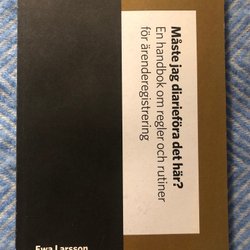 Måste jag diarieföra det här?
En handbok om regler och rutiner
för ärenderegistrering
Ewa Larsson